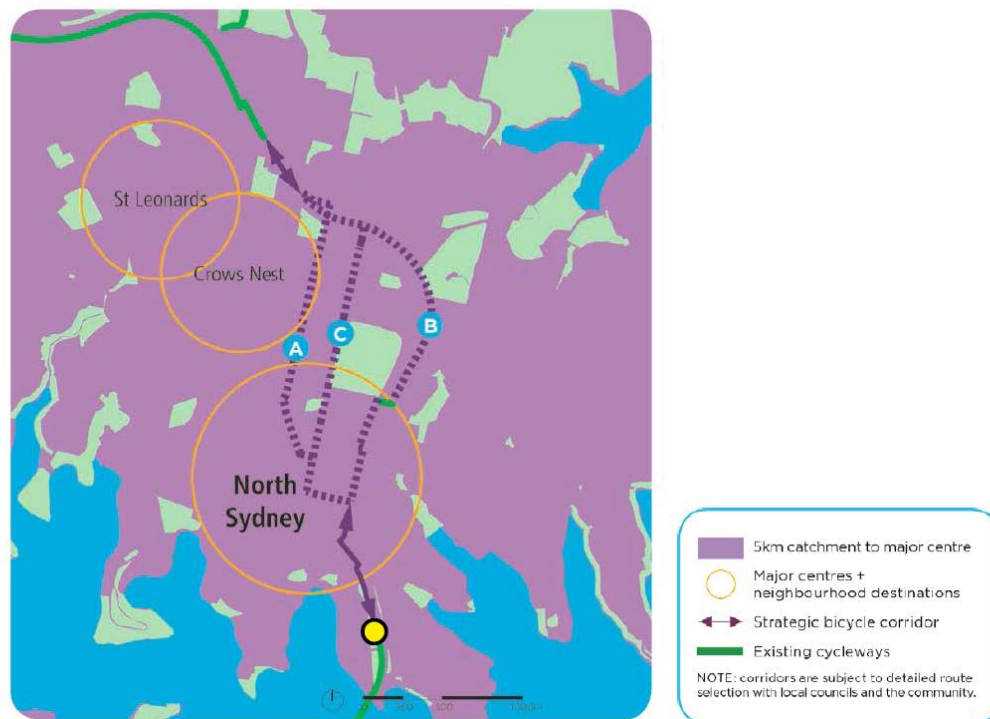 St Leonards
Crows Nest
A
C
B
North
Sydney
5km catchment to major centre
Major centres +
neighbourhood destinations
Strategic bicycle corridor
Existing cycleways
NOTE: corridors are subject to detailed route
selection with local councils and the community.